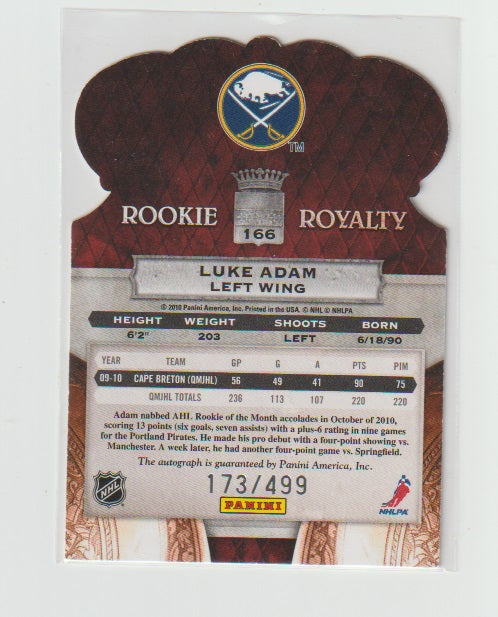 TM
ROOKIE ROYALTY
166
LUKE ADAM
LEFT WING
© 2010 Panini America, Inc. Printed in the USA. © NHL © NHLPA
HEIGHT WEIGHT SHOOTS BORN
6'2" 203 LEFT 6/18/90
YEAR TEAM GP G A PTS PIM
09-10 CAPE BRETON (QMJHL) 56 49 41 90 75
QMJHL TOTALS 236 113 107 220 220
Adam nabbed AHL Rookie of the Month accolades in October of 2010,
scoring 13 points (six goals, seven assists) with a plus-6 rating in nine games
for the Portland Pirates. He made his pro debut with a four-point showing vs.
Manchester. A week later, he had another four-point game vs. Springfield.
The autograph is guaranteed by Panini America, Inc.
173/499
NHL
PANINI
NHLPA